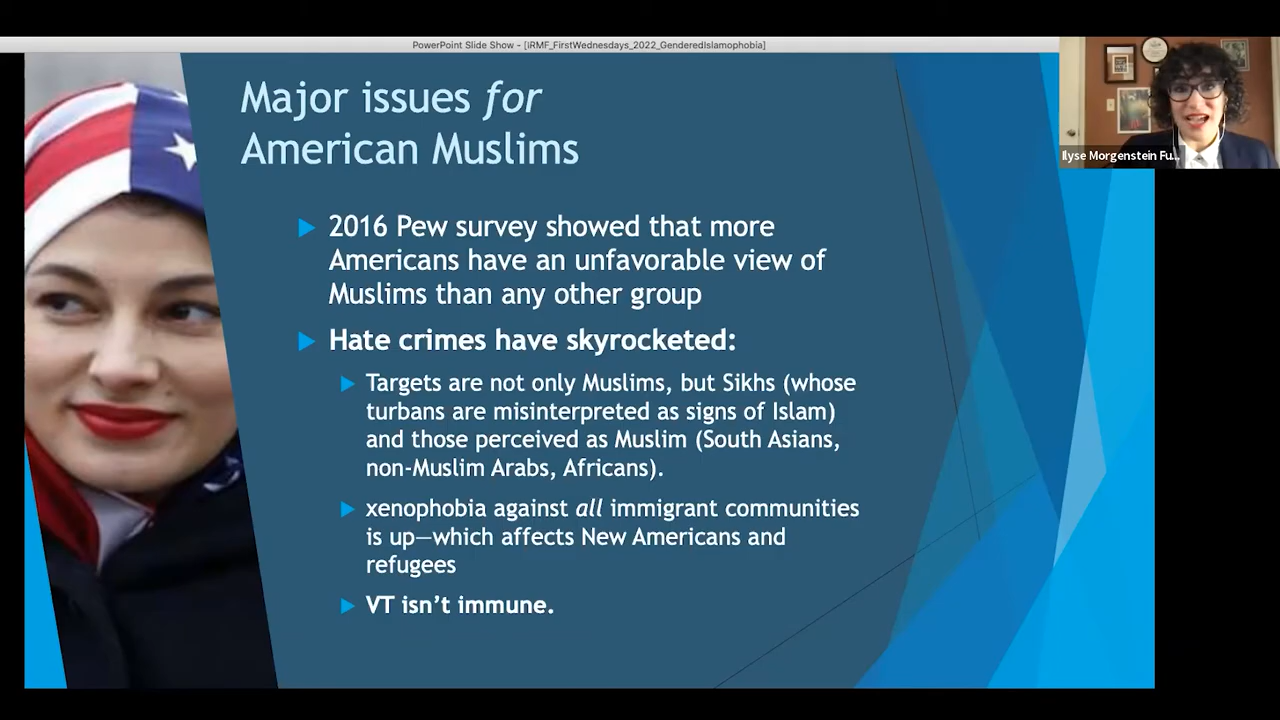 PowerPoint Slide Show - [iRMF_FirstWednesdays_2022_GenderedIslamophobia]
Major issues for
American Muslims
Ilyse Morgenstein Fu...
▶ 2016 Pew survey showed that more
Americans have an unfavorable view of
Muslims than any other group
▶ Hate crimes have skyrocketed:
▶ Targets are not only Muslims, but Sikhs (whose
turbans are misinterpreted as signs of Islam)
and those perceived as Muslim (South Asians,
non-Muslim Arabs, Africans).
▶ xenophobia against all immigrant communities
is up—which affects New Americans and
refugees
▶ VT isn't immune.